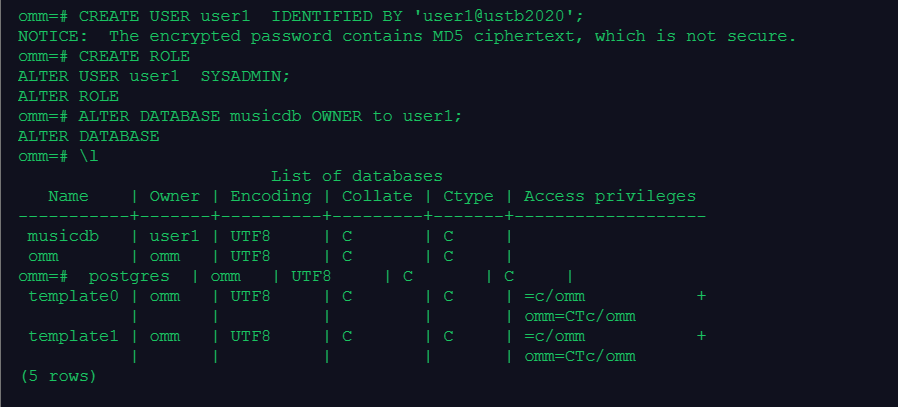 omm=# CREATE USER user1  IDENTIFIED BY 'user1@ustb2020';
NOTICE:  The encrypted password contains MD5 ciphertext, which is not secure.
omm=# CREATE ROLE
ALTER USER user1  SYSADMIN;
ALTER ROLE
omm=# ALTER DATABASE musicdb OWNER to user1;
ALTER DATABASE
omm=# \l
                         List of databases
   Name    | Owner | Encoding | Collate | Ctype | Access privileges
-----------+-------+----------+---------+-------+-------------------
 musicdb   | user1 | UTF8     | C       | C     |
 omm       | omm   | UTF8     | C       | C     |
omm=#  postgres  | omm   | UTF8     | C       | C     |
 template0 | omm   | UTF8     | C       | C     | =c/omm           +
           |       |          |         |       | omm=CTc/omm
 template1 | omm   | UTF8     | C       | C     | =c/omm           +
           |       |          |         |       | omm=CTc/omm
(5 rows)